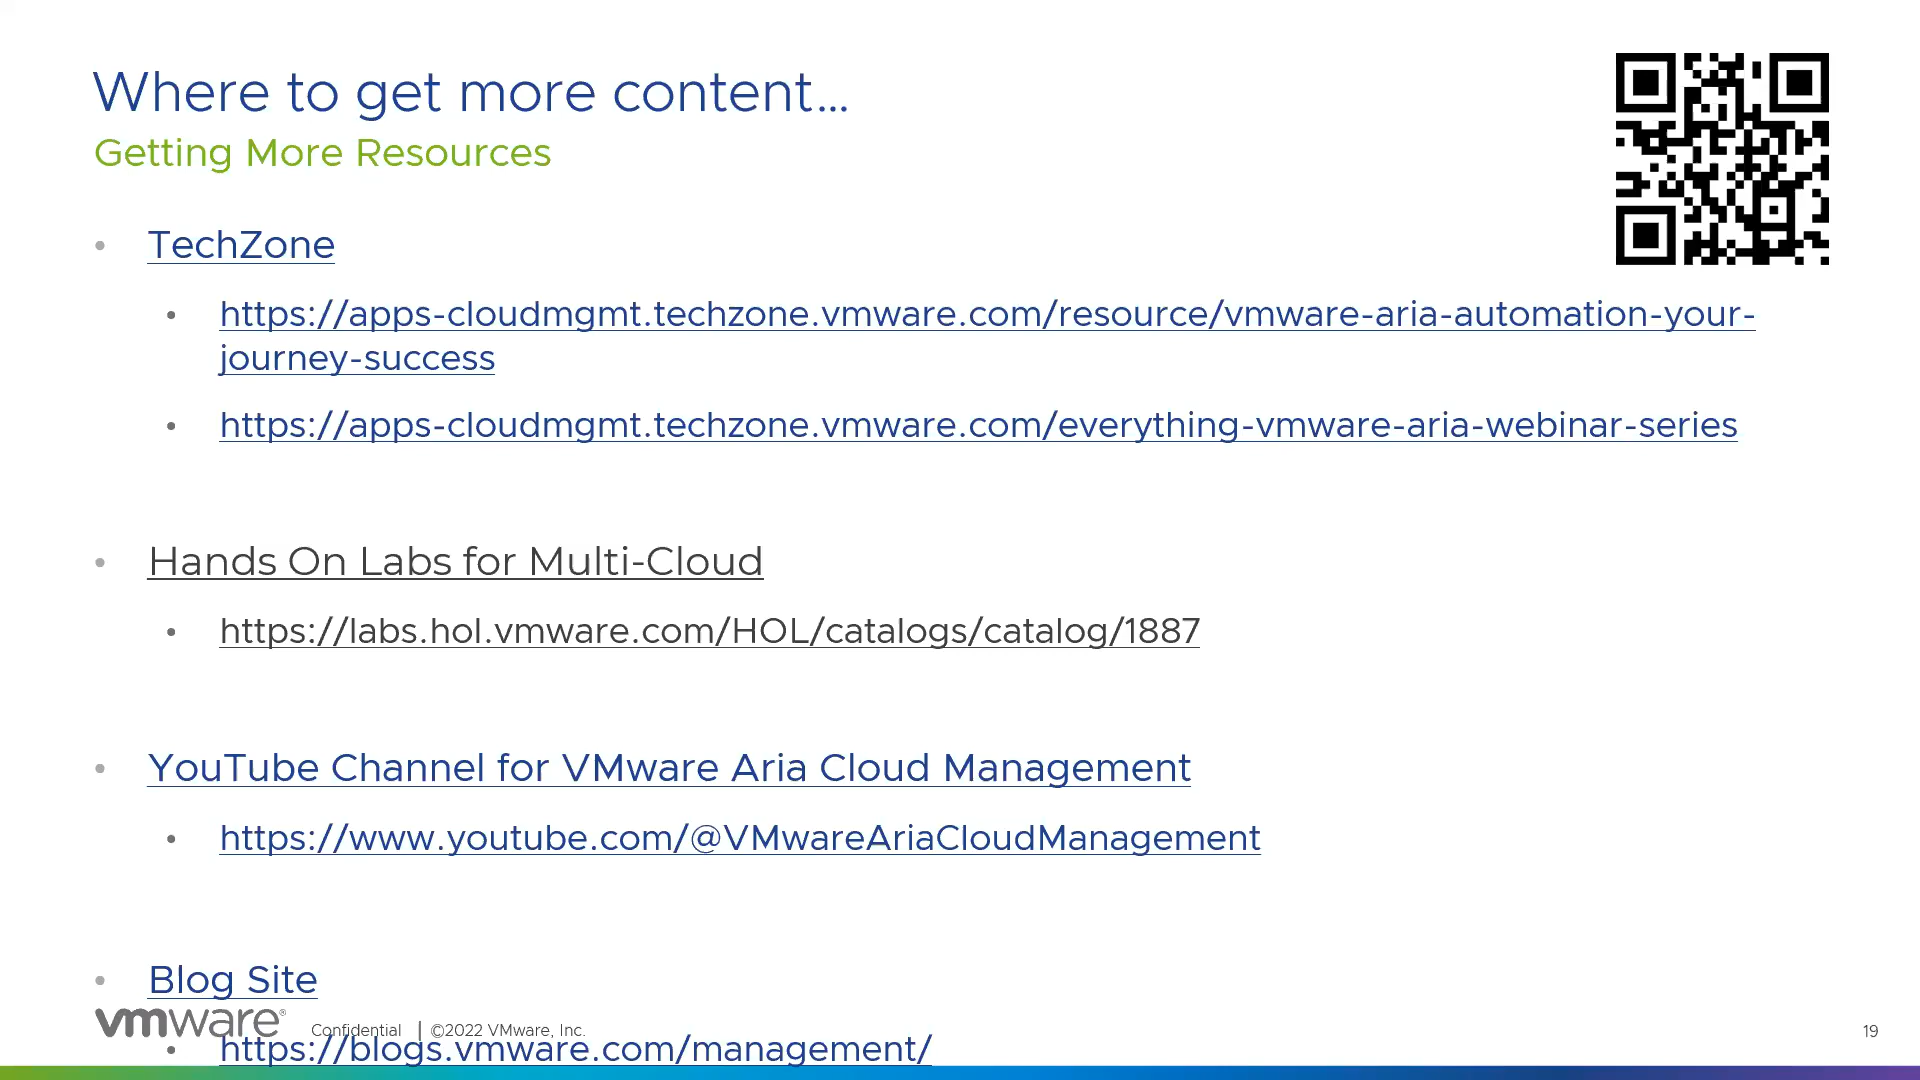 Where to get more content...
Getting More Resources
• TechZone
• https://apps-cloudmgmt.techzone.vmware.com/resource/vmware-aria-automation-your-
journey-success
• https://apps-cloudmgmt.techzone.vmware.com/everything-vmware-aria-webinar-series
• Hands On Labs for Multi-Cloud
• https://labs.hol.vmware.com/HOL/catalogs/catalog/1887
• YouTube Channel for VMware Aria Cloud Management
• https://www.youtube.com/@VMwareAriaCloudManagement
• Blog Site
vmware® Confidential | ©2022 VMware, Inc. 19
• https://blogs.vmware.com/management/